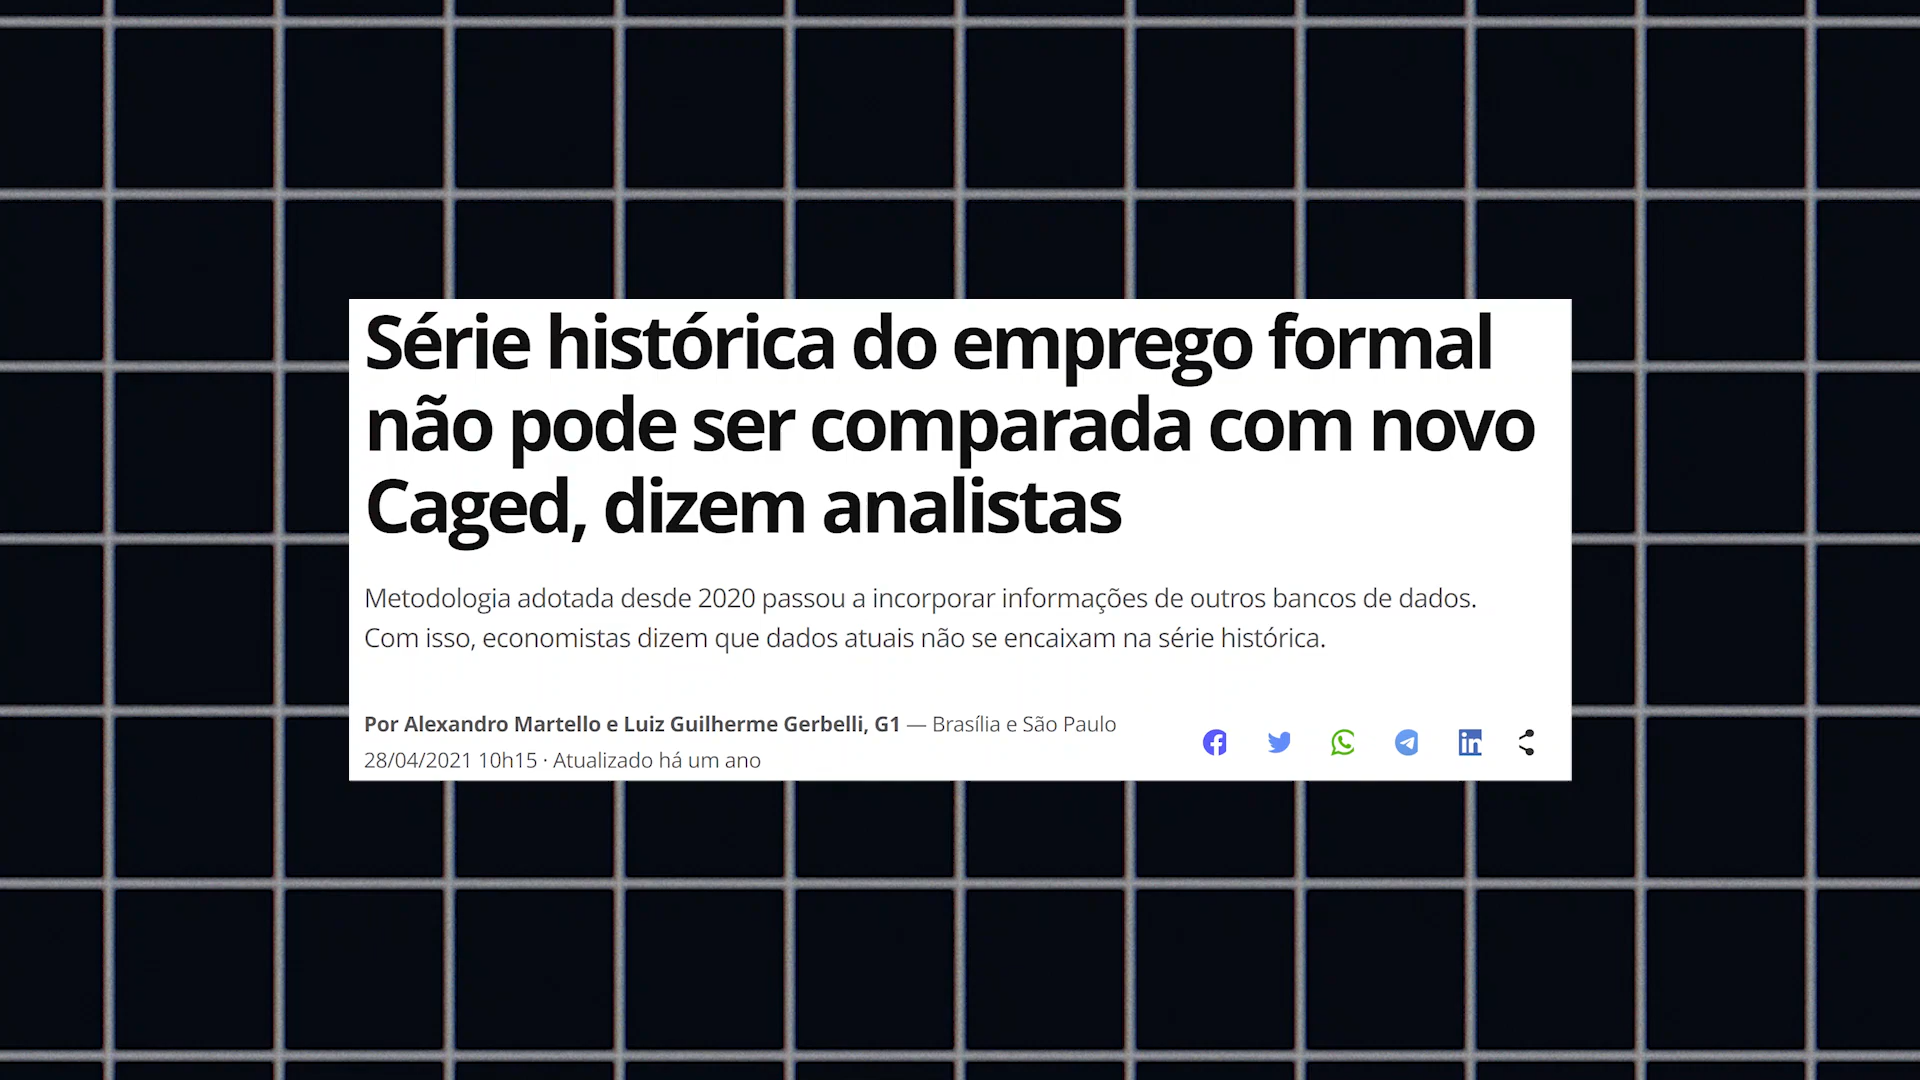 Série histórica do emprego formal
não pode ser comparada com novo
Caged, dizem analistas
Metodologia adotada desde 2020 passou a incorporar informações de outros bancos de dados.
Com isso, economistas dizem que dados atuais não se encaixam na série histórica.
Por Alexandro Martello e Luiz Guilherme Gerbelli, G1 — Brasília e São Paulo
28/04/2021 10h15 · Atualizado há um ano